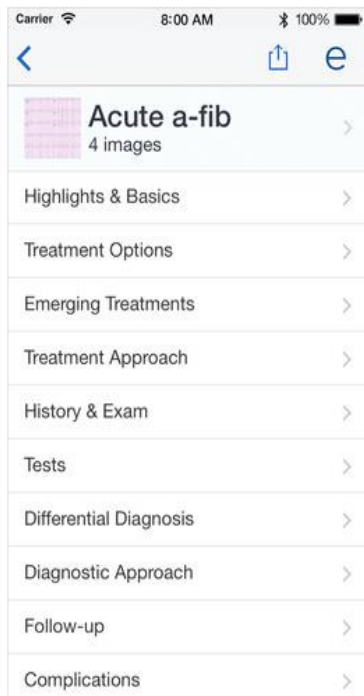 Carrier 8:00 AM 100%
e
Acute a-fib
4 images
Highlights & Basics
Treatment Options
Emerging Treatments
Treatment Approach
History & Exam
Tests
Differential Diagnosis
Diagnostic Approach
Follow-up
Complications